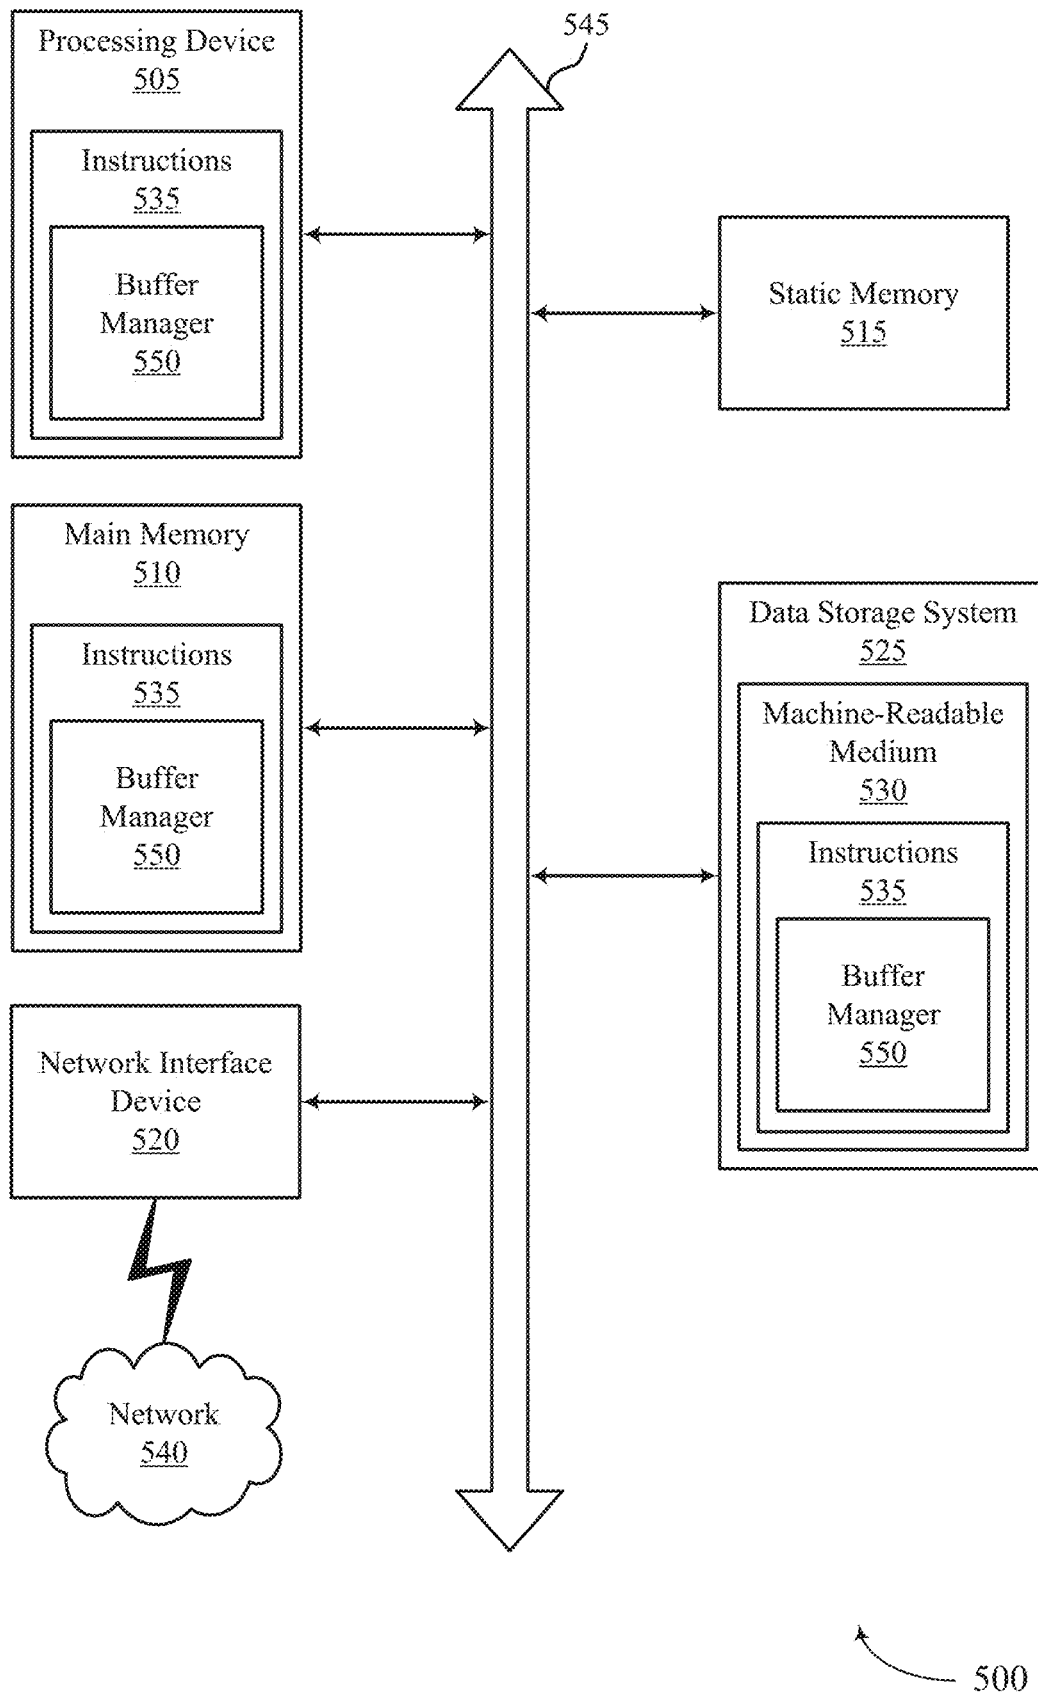 545
Processing Device
505
Instructions
535
Buffer
Manager
550
Static Memory
515
Main Memory
510
Instructions
535
Buffer
Manager
550
Data Storage System
525
Machine-Readable
Medium
530
Instructions
535
Buffer
Manager
550
Network Interface
Device
520
Network
540
500